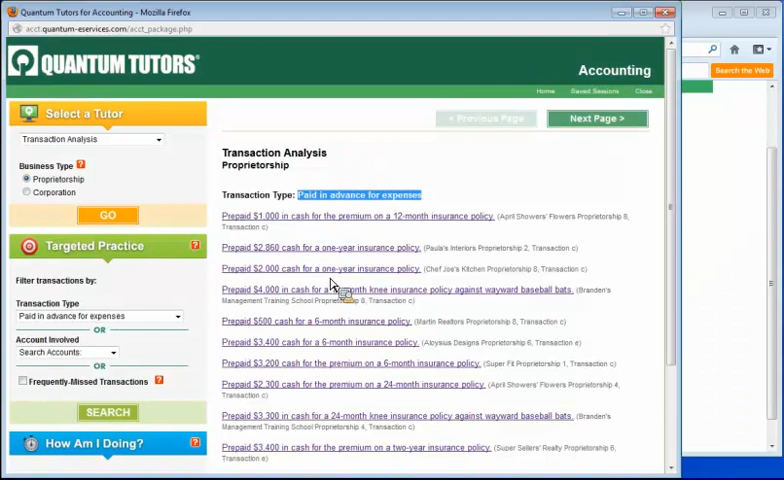 Quantum Tutors for Accounting - Mozilla Firefox
acct.quantum-eservices.com/acct_package.php
QUANTUM TUTORS®
Accounting
Home Saved Sessions Close
Search the Web
Select a Tutor
Transaction Analysis
Business Type ?
Proprietorship
Corporation
GO
Targeted Practice ?
Filter transactions by:
Transaction Type
Paid in advance for expenses
OR
Account Involved
Search Accounts:
OR
Frequently-Missed Transactions ?
SEARCH
How Am I Doing? ?
< Previous Page Next Page >
Transaction Analysis
Proprietorship
Transaction Type: Paid in advance for expenses
Prepaid $1,000 in cash for the premium on a 12-month insurance policy. (April Showers' Flowers Proprietorship 8,
Transaction c)
Prepaid $2,860 cash for a one-year insurance policy. (Paula's Interiors Proprietorship 2, Transaction c)
Prepaid $2,000 cash for a one-year insurance policy. (Chef Joe's Kitchen Proprietorship 8, Transaction c)
Prepaid $4,000 in cash for a month knee insurance policy against wayward baseball bats. (Branden's
Management Training School Proprietorship 8, Transaction c)
Prepaid $500 cash for a 6-month insurance policy. (Martin Realtors Proprietorship 8, Transaction c)
Prepaid $3,400 cash for a 6-month insurance policy. (Aloysius Designs Proprietorship 6, Transaction e)
Prepaid $3,200 cash for the premium on a 6-month insurance policy. (Super Fit Proprietorship 1, Transaction c)
Prepaid $2,300 cash for the premium on a 24-month insurance policy. (April Showers' Flowers Proprietorship 4,
Transaction c)
Prepaid $3,300 in cash for a 24-month knee insurance policy against wayward baseball bats. (Branden's
Management Training School Proprietorship 4, Transaction c)
Prepaid $3,400 in cash for the premium on a two-year insurance policy. (Super Sellers' Realty Proprietorship 6,
Transaction e)